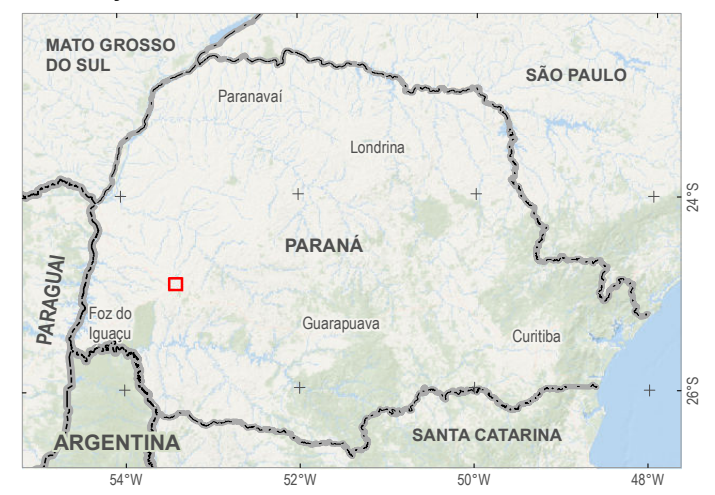 MATO GROSSO
DO SUL
SÃO PAULO
Paranavaí
Londrina
24°S
PARANÁ
PARAGUAI
Foz do
Iguaçu
Guarapuava
Curitiba
26°S
ARGENTINA
SANTA CATARINA
54°W
52°W
50°W
48°W